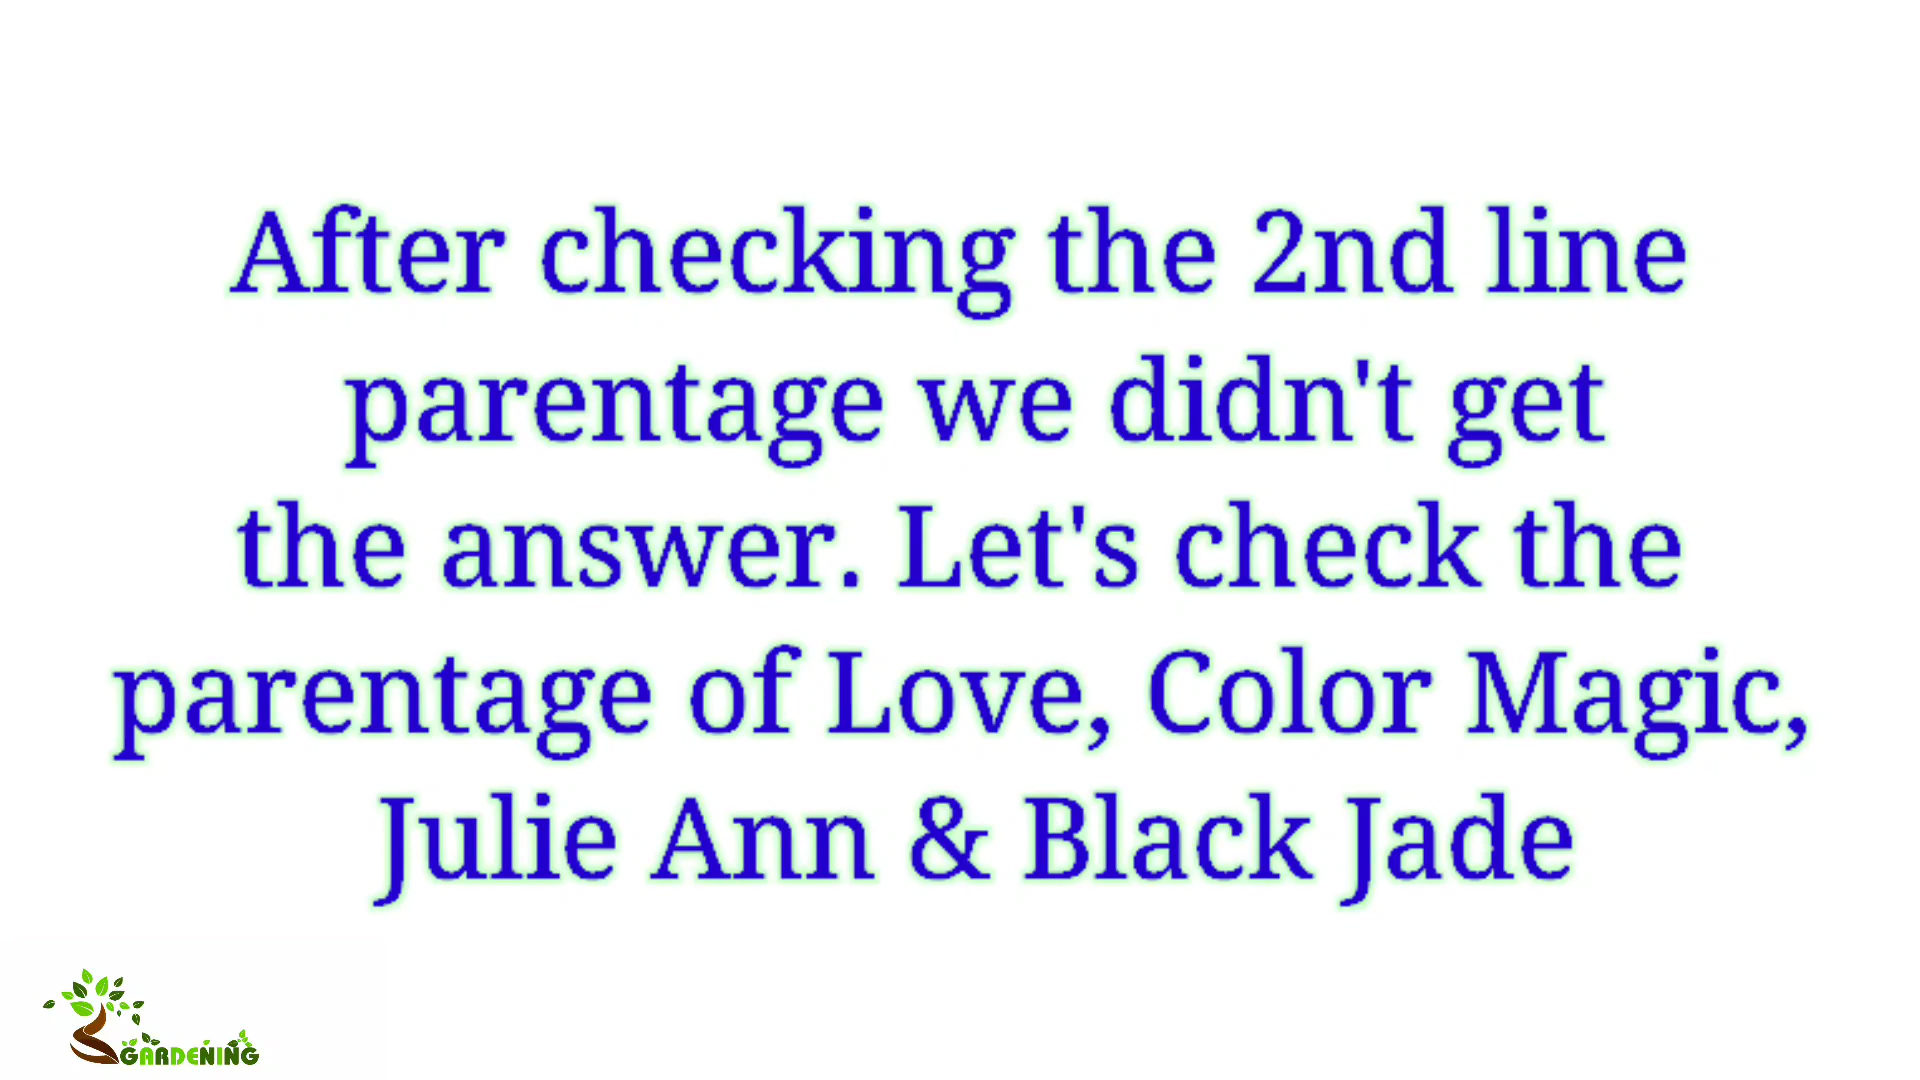 After checking the 2nd line
parentage we didn't get
the answer. Let's check the
parentage of Love, Color Magic,
Julie Ann & Black Jade
GARDENING